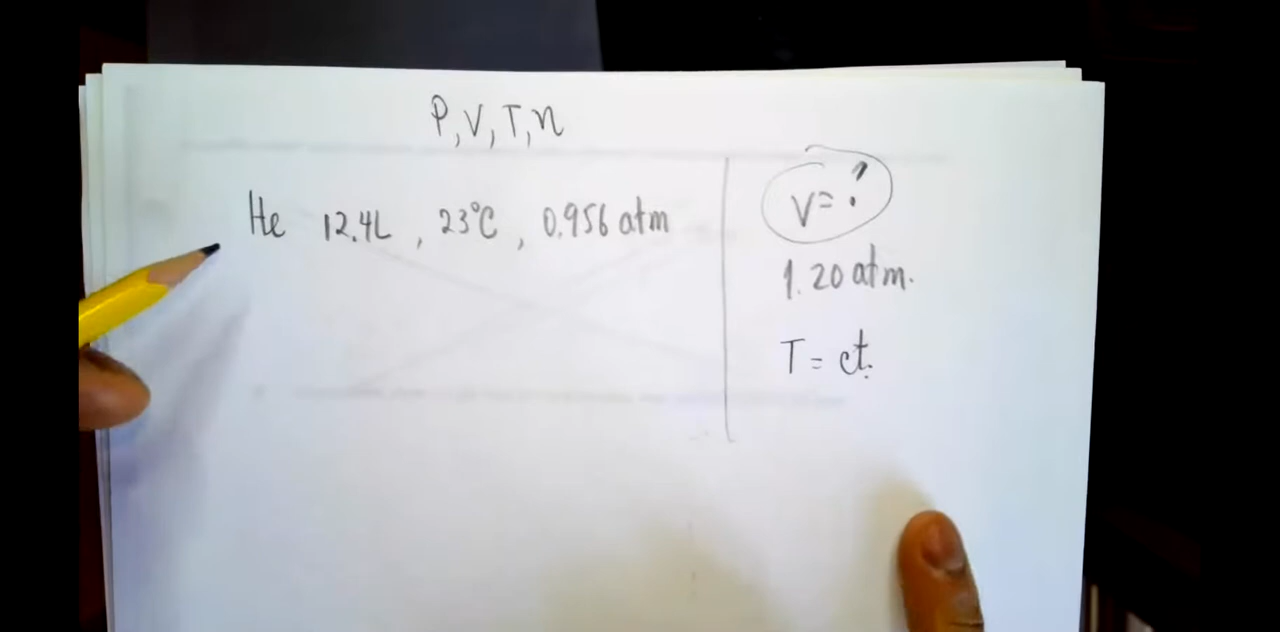 P, V, T, n
He 12.4L , 23°C , 0.956 atm
V= ?
1.20 atm.
T = ct.